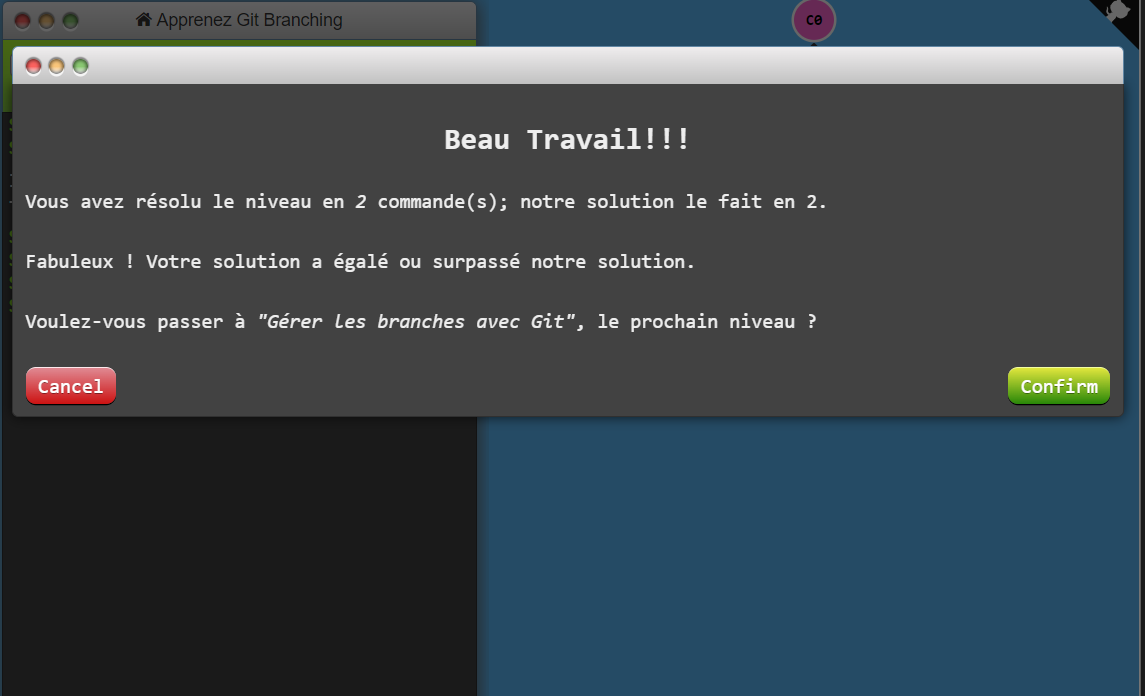 Apprenez Git Branching
C0
Beau Travail!!!
Vous avez résolu le niveau en 2 commande(s); notre solution le fait en 2.
Fabuleux ! Votre solution a égalé ou surpassé notre solution.
Voulez-vous passer à "Gérer les branches avec Git", le prochain niveau ?
Cancel
Confirm